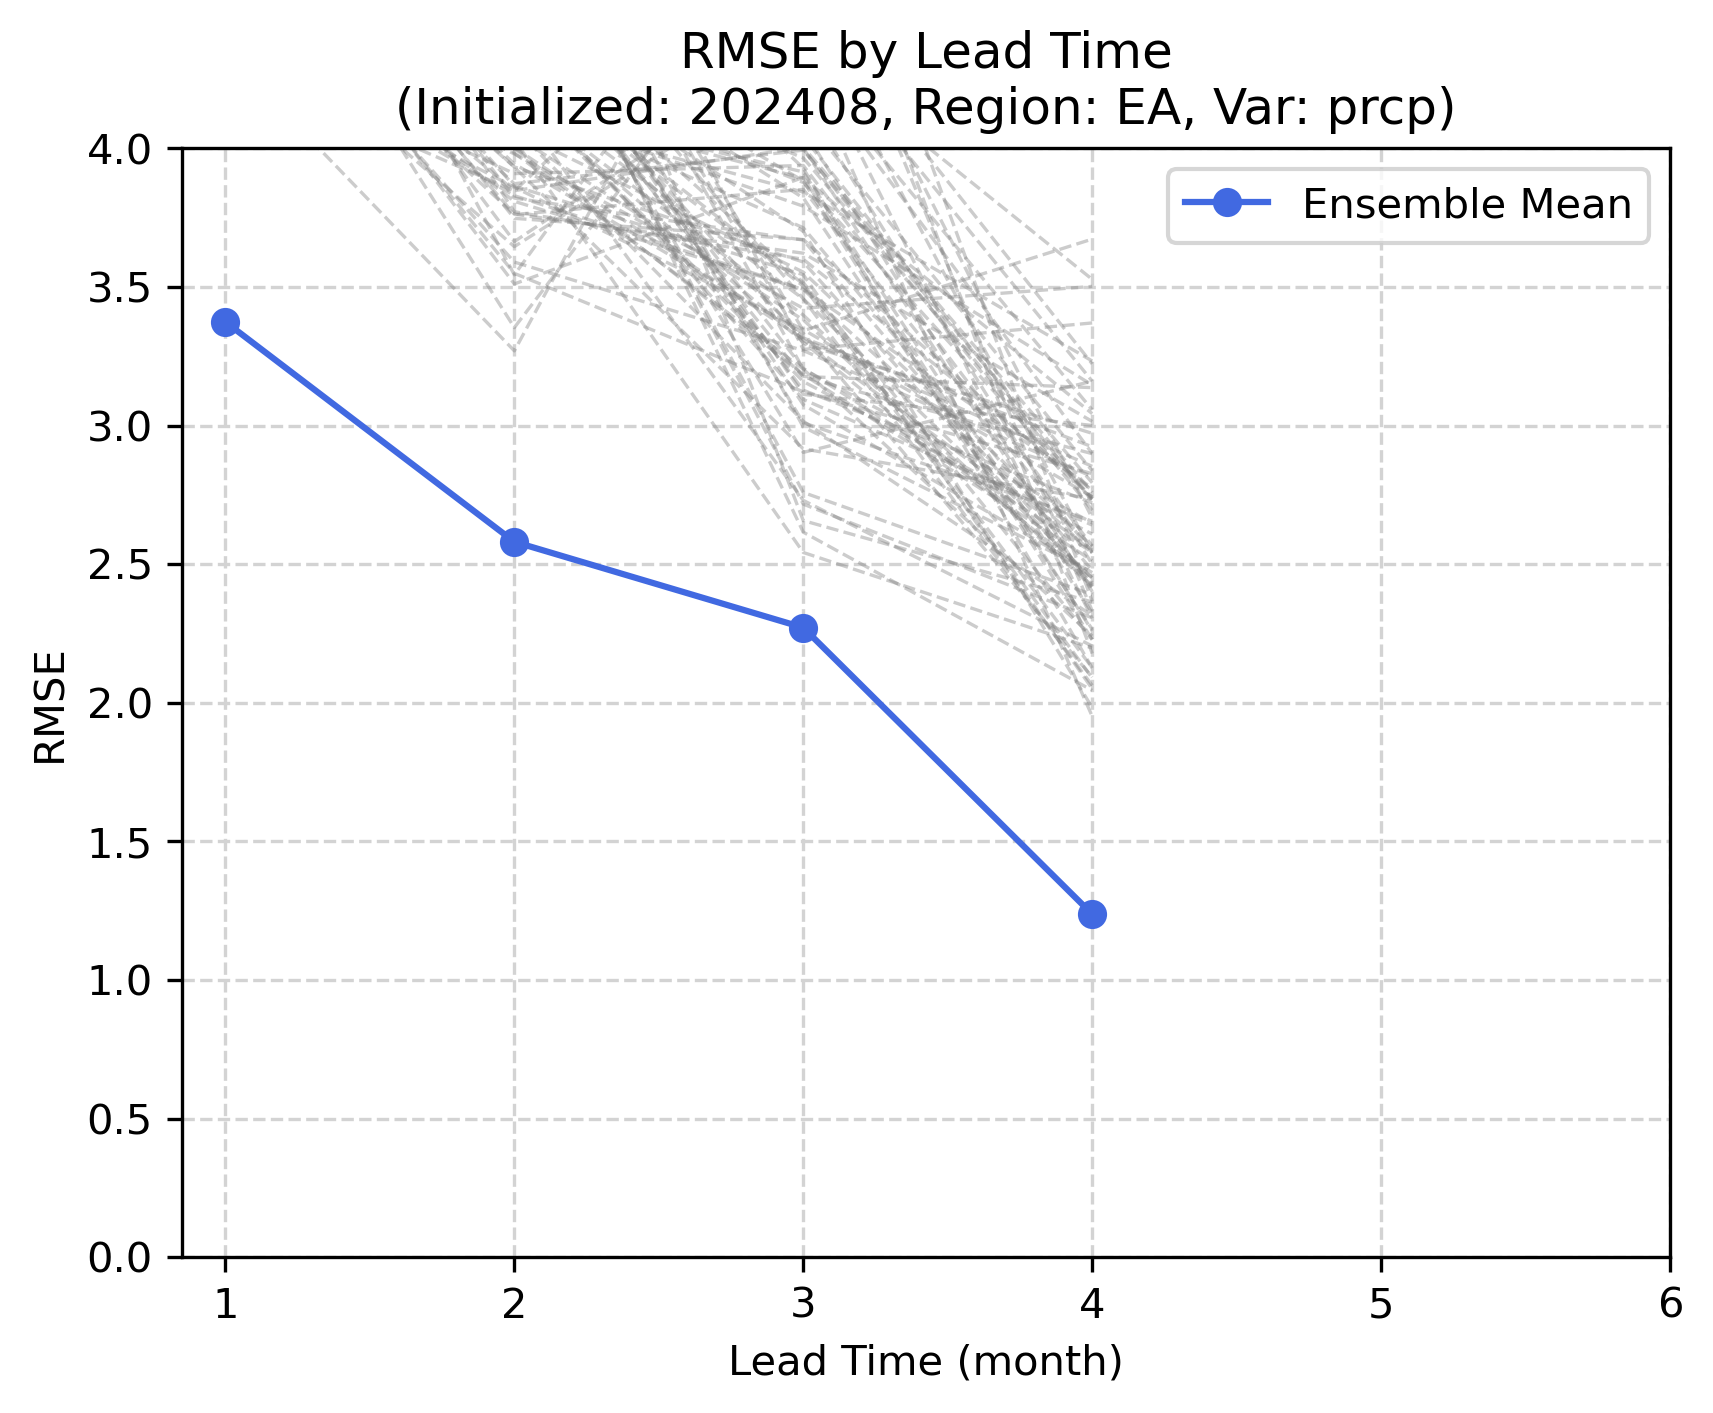 RMSE by Lead Time
(Initialized: 202408, Region: EA, Var: prcp)
Ensemble Mean
4.0
3.5
3.0
2.5
2.0
1.5
1.0
0.5
0.0
RMSE
1 2 3 4 5 6
Lead Time (month)